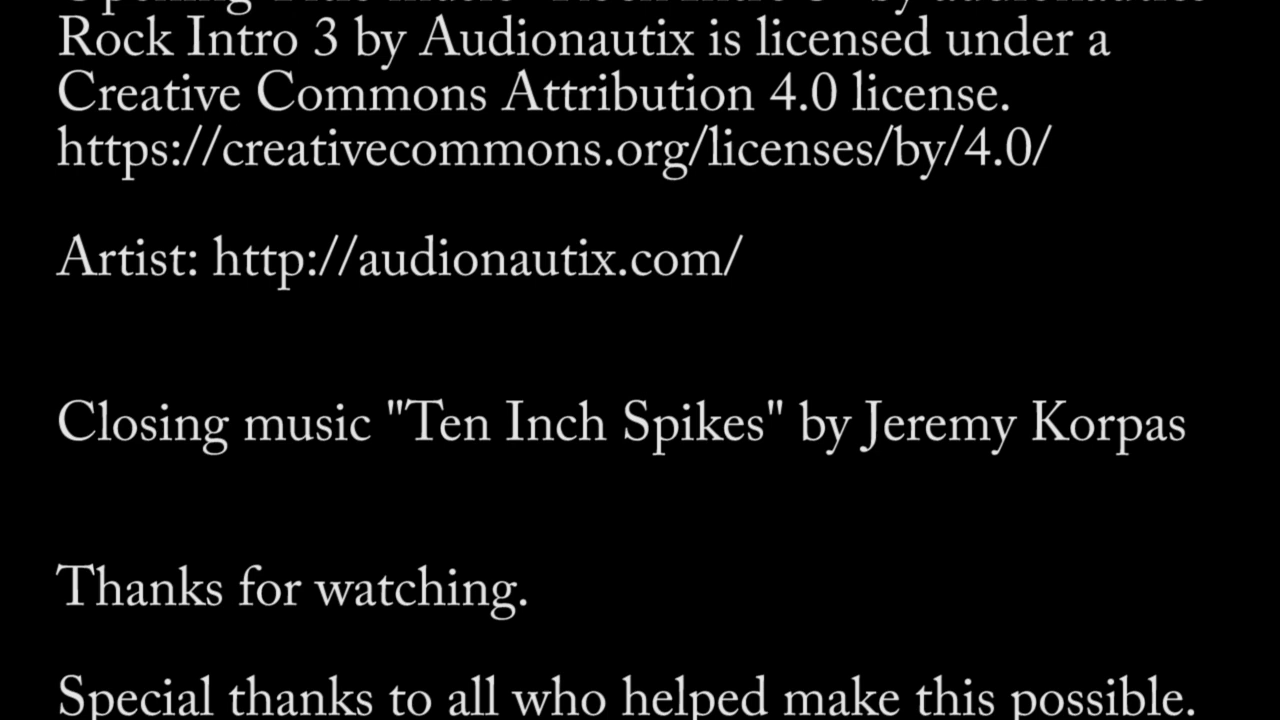 Rock Intro 3 by Audionautix is licensed under a
Creative Commons Attribution 4.0 license.
https://creativecommons.org/licenses/by/4.0/
Artist: http://audionautix.com/
Closing music "Ten Inch Spikes" by Jeremy Korpas
Thanks for watching.
Special thanks to all who helped make this possible.